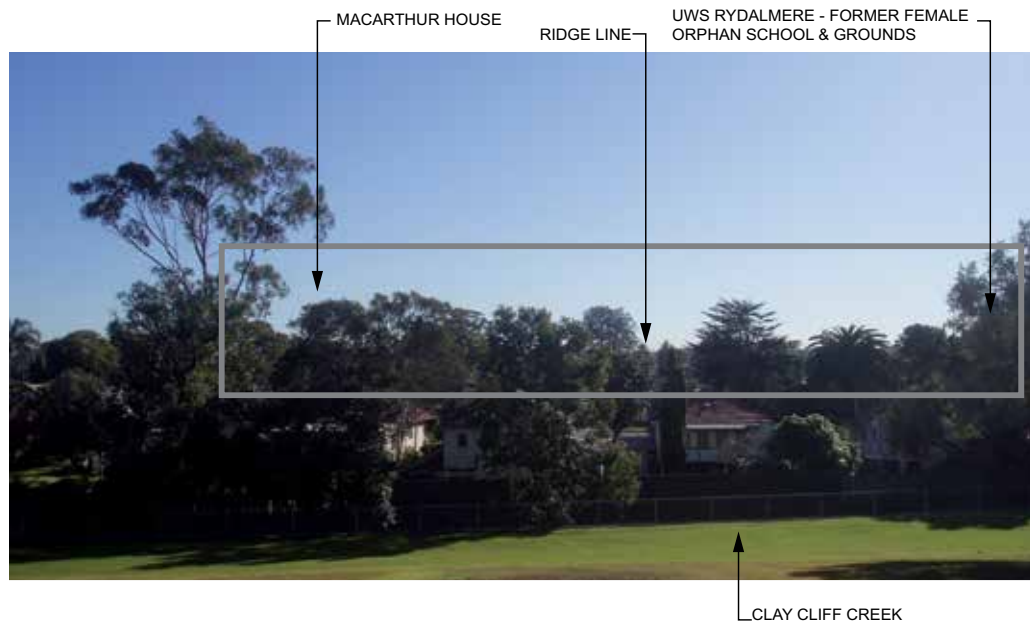 MACARTHUR HOUSE
RIDGE LINE
UWS RYDALMERE - FORMER FEMALE
ORPHAN SCHOOL & GROUNDS
CLAY CLIFF CREEK